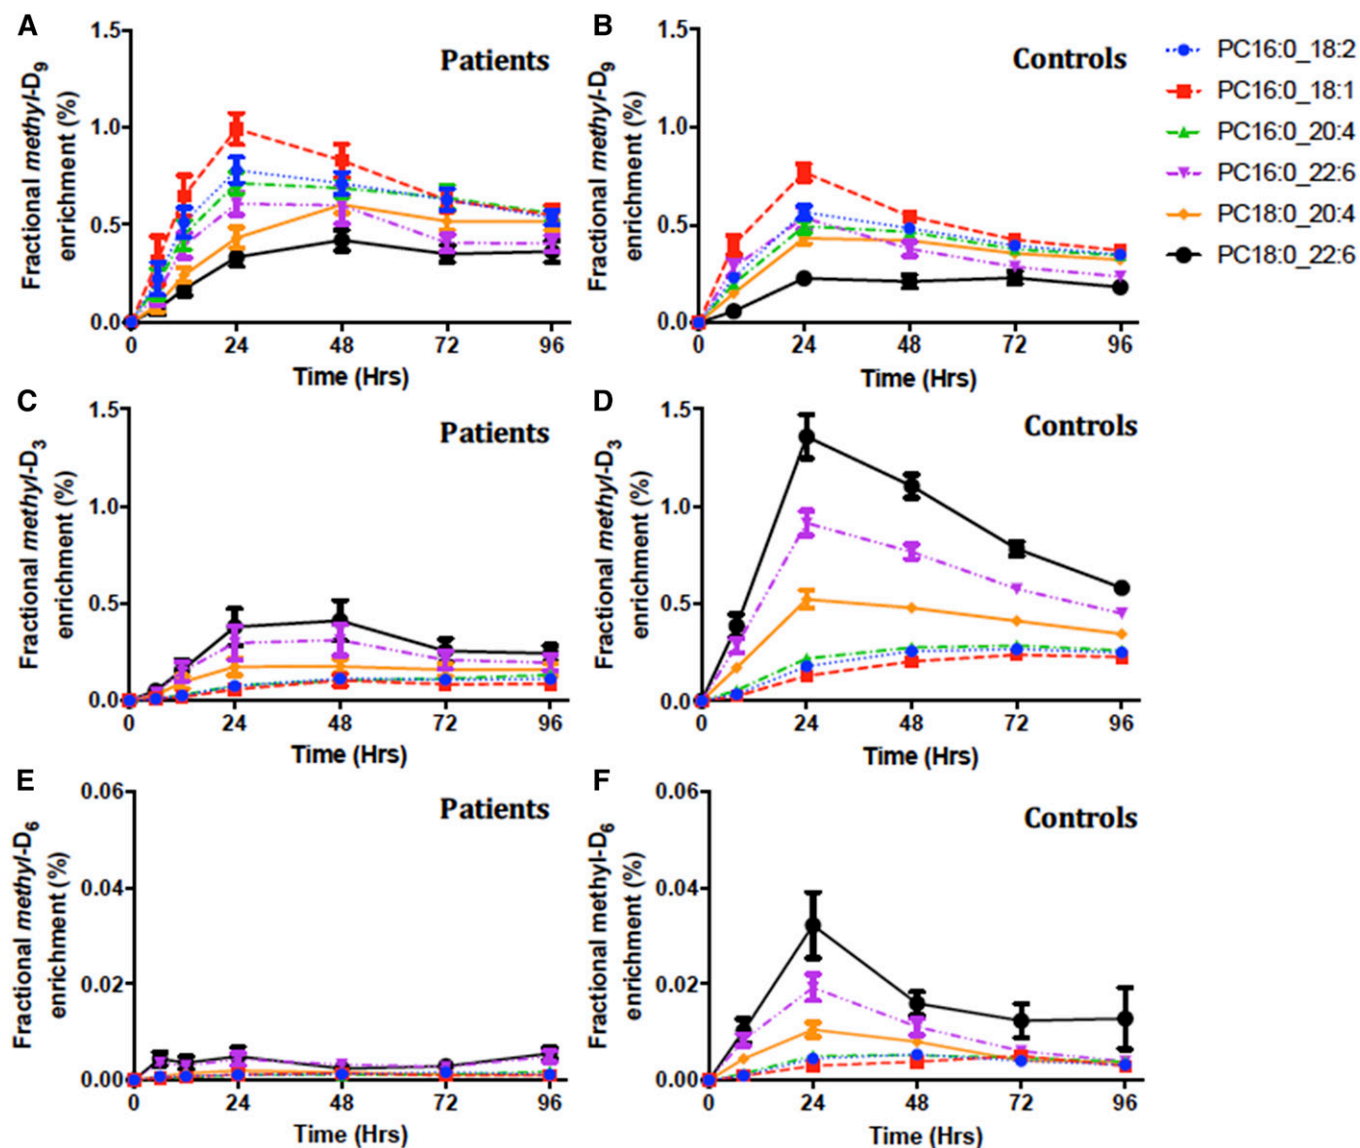 A
Patients
Fractional methyl-D9
enrichment (%)
1.5
1.0
0.5
0.0
0 24 48 72 96
Time (Hrs)
B
Controls
Fractional methyl-D9
enrichment (%)
1.5
1.0
0.5
0.0
0 24 48 72 96
Time (Hrs)
PC16:0_18:2
PC16:0_18:1
PC16:0_20:4
PC16:0_22:6
PC18:0_20:4
PC18:0_22:6
C
Patients
Fractional methyl-D3
enrichment (%)
1.5
1.0
0.5
0.0
0 24 48 72 96
Time (Hrs)
D
Controls
Fractional methyl-D3
enrichment (%)
1.5
1.0
0.5
0.0
0 24 48 72 96
Time (Hrs)
E
Patients
Fractional methyl-D6
enrichment (%)
0.06
0.04
0.02
0.00
0 24 48 72 96
Time (Hrs)
F
Controls
Fractional methyl-D6
enrichment (%)
0.06
0.04
0.02
0.00
0 24 48 72 96
Time (Hrs)